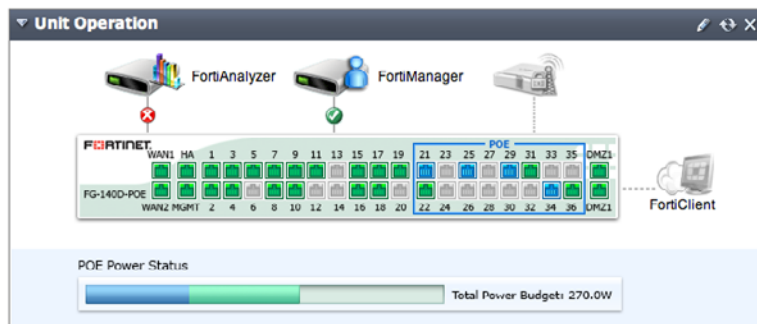 Unit Operation
FortiAnalyzer
FortiManager
FORTINET
POE
WAN1 HA 1 3 5 7 9 11 13 15 17 19 21 23 25 27 29 31 33 35 DMZ1
FG-140D-POE
WAN2 MGMT 2 4 6 8 10 12 14 16 18 20 22 24 26 28 30 32 34 36 DMZ1
FortiClient
POE Power Status
Total Power Budget: 270.0W